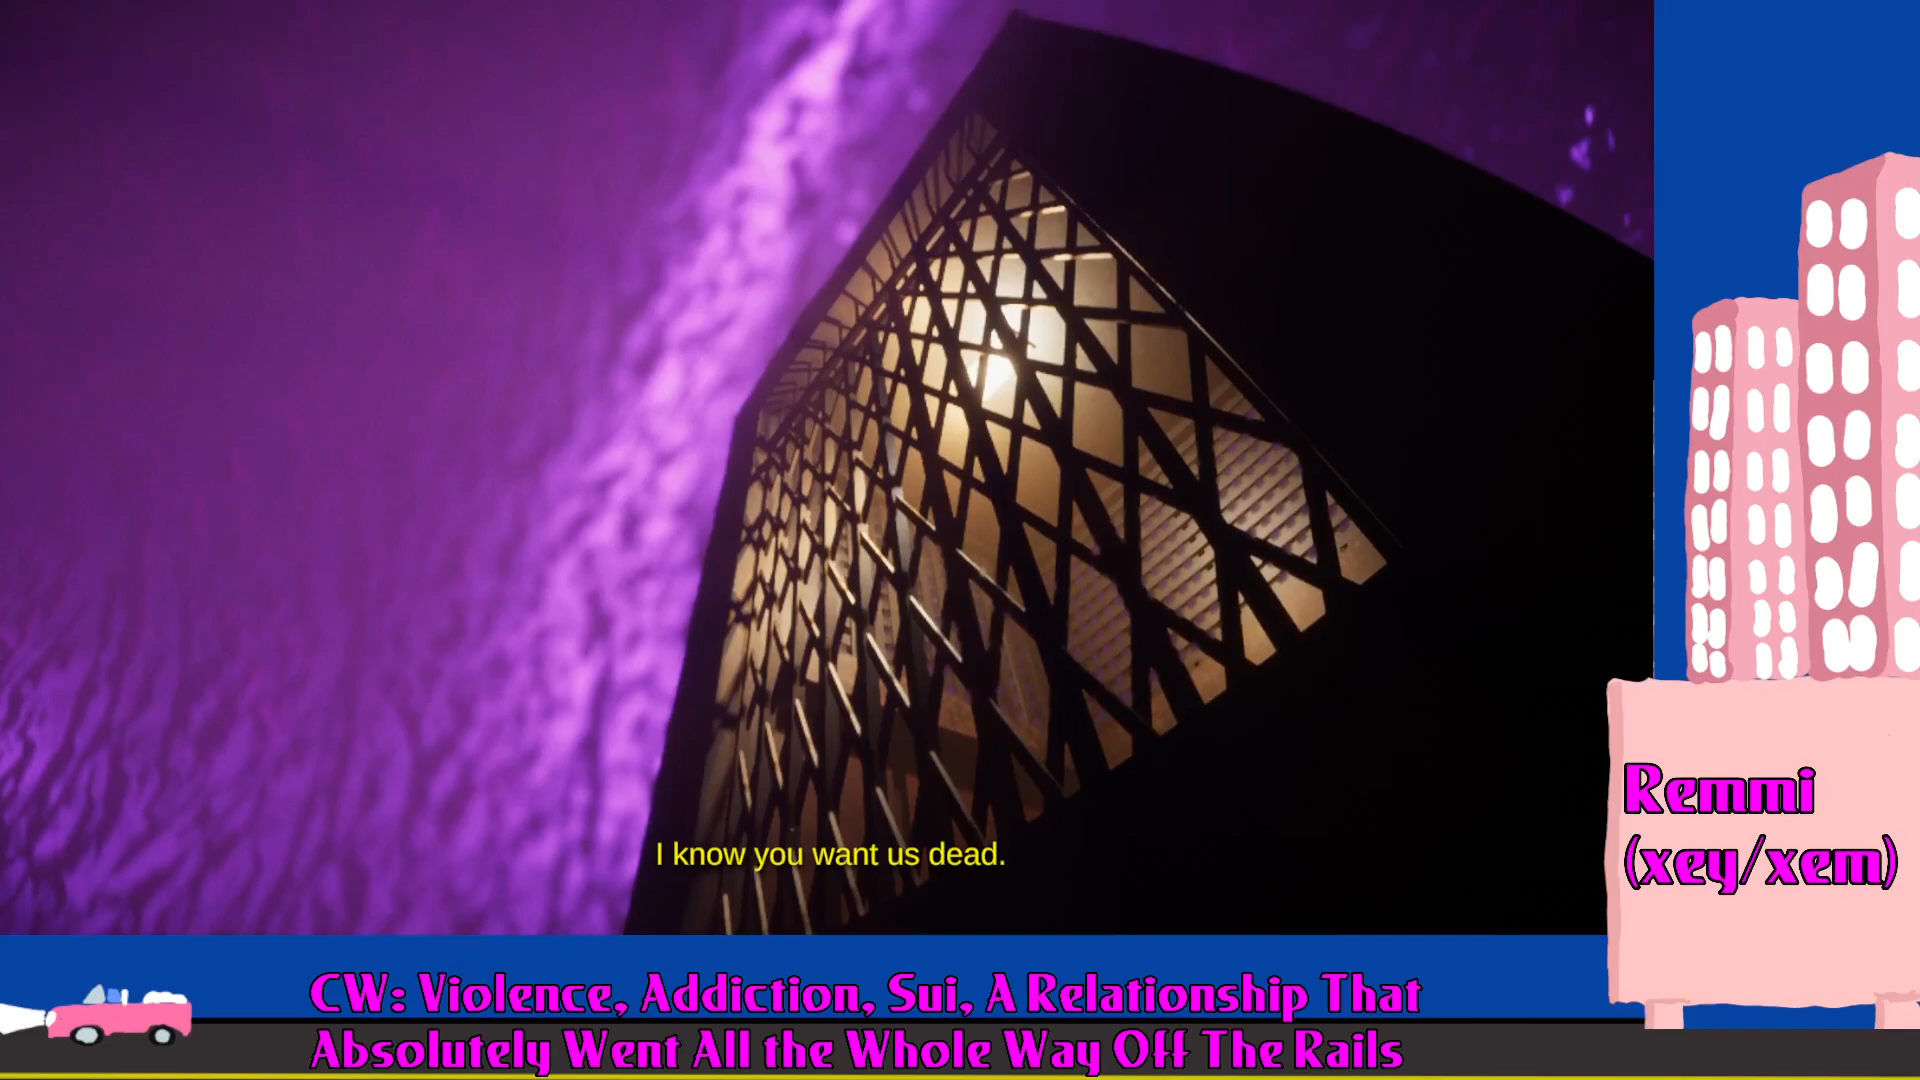 I know you want us dead.
Remmi
(xey/xem)
CW: Violence, Addiction, Sui, A Relationship That
Absolutely Went All the Whole Way Off The Rails